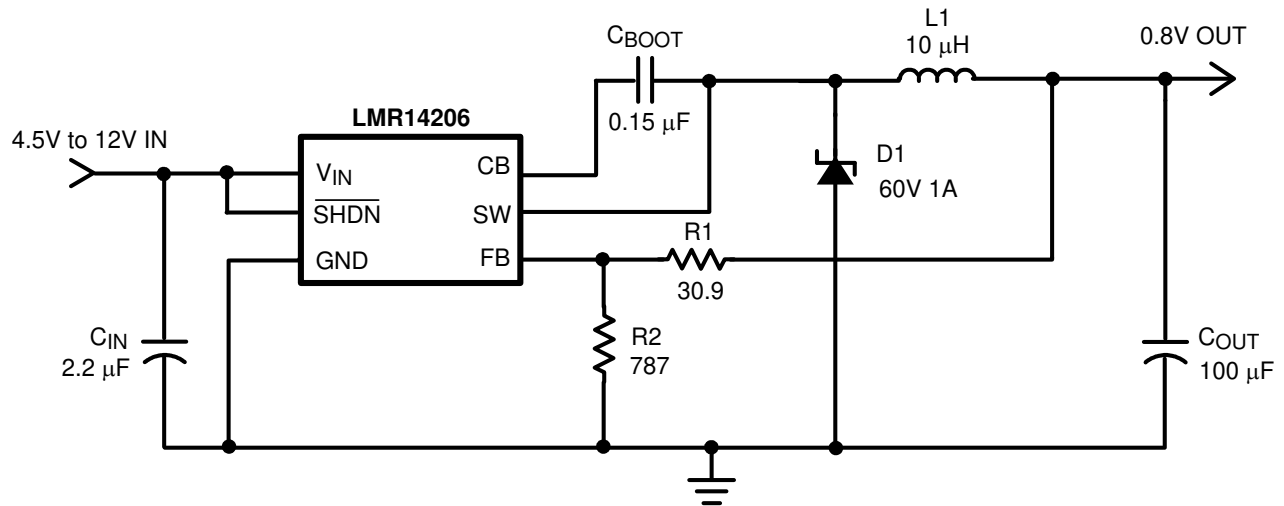 CBOOT
0.15 μF
L1
10 μH
0.8V OUT
LMR14206
4.5V to 12V IN
VIN
SHDN
GND
CB
SW
FB
D1
60V 1A
R1
30.9
R2
787
CIN
2.2 μF
COUT
100 μF